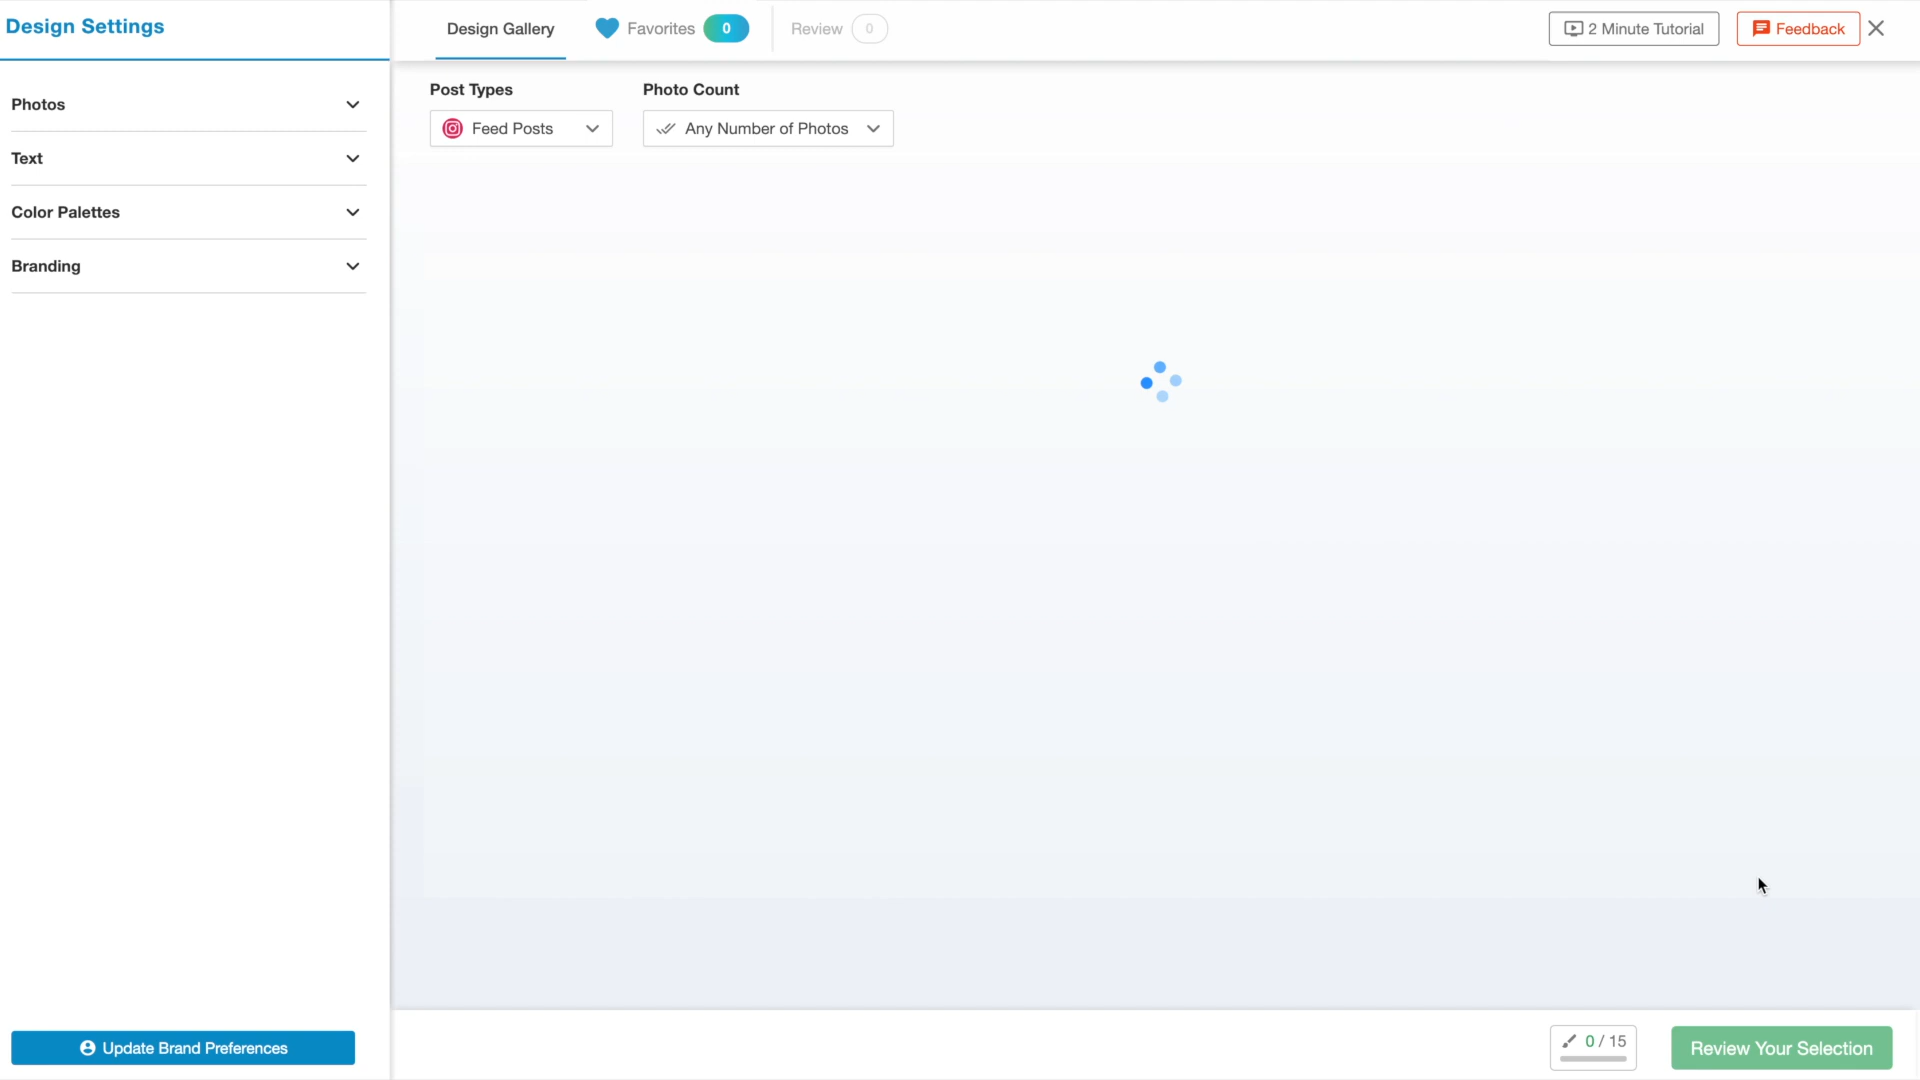 Design Settings
Design Gallery
Favorites 0
Review 0
2 Minute Tutorial
Feedback
Photos
Text
Color Palettes
Branding
Post Types
Photo Count
Feed Posts
Any Number of Photos
Update Brand Preferences
0 / 15
Review Your Selection